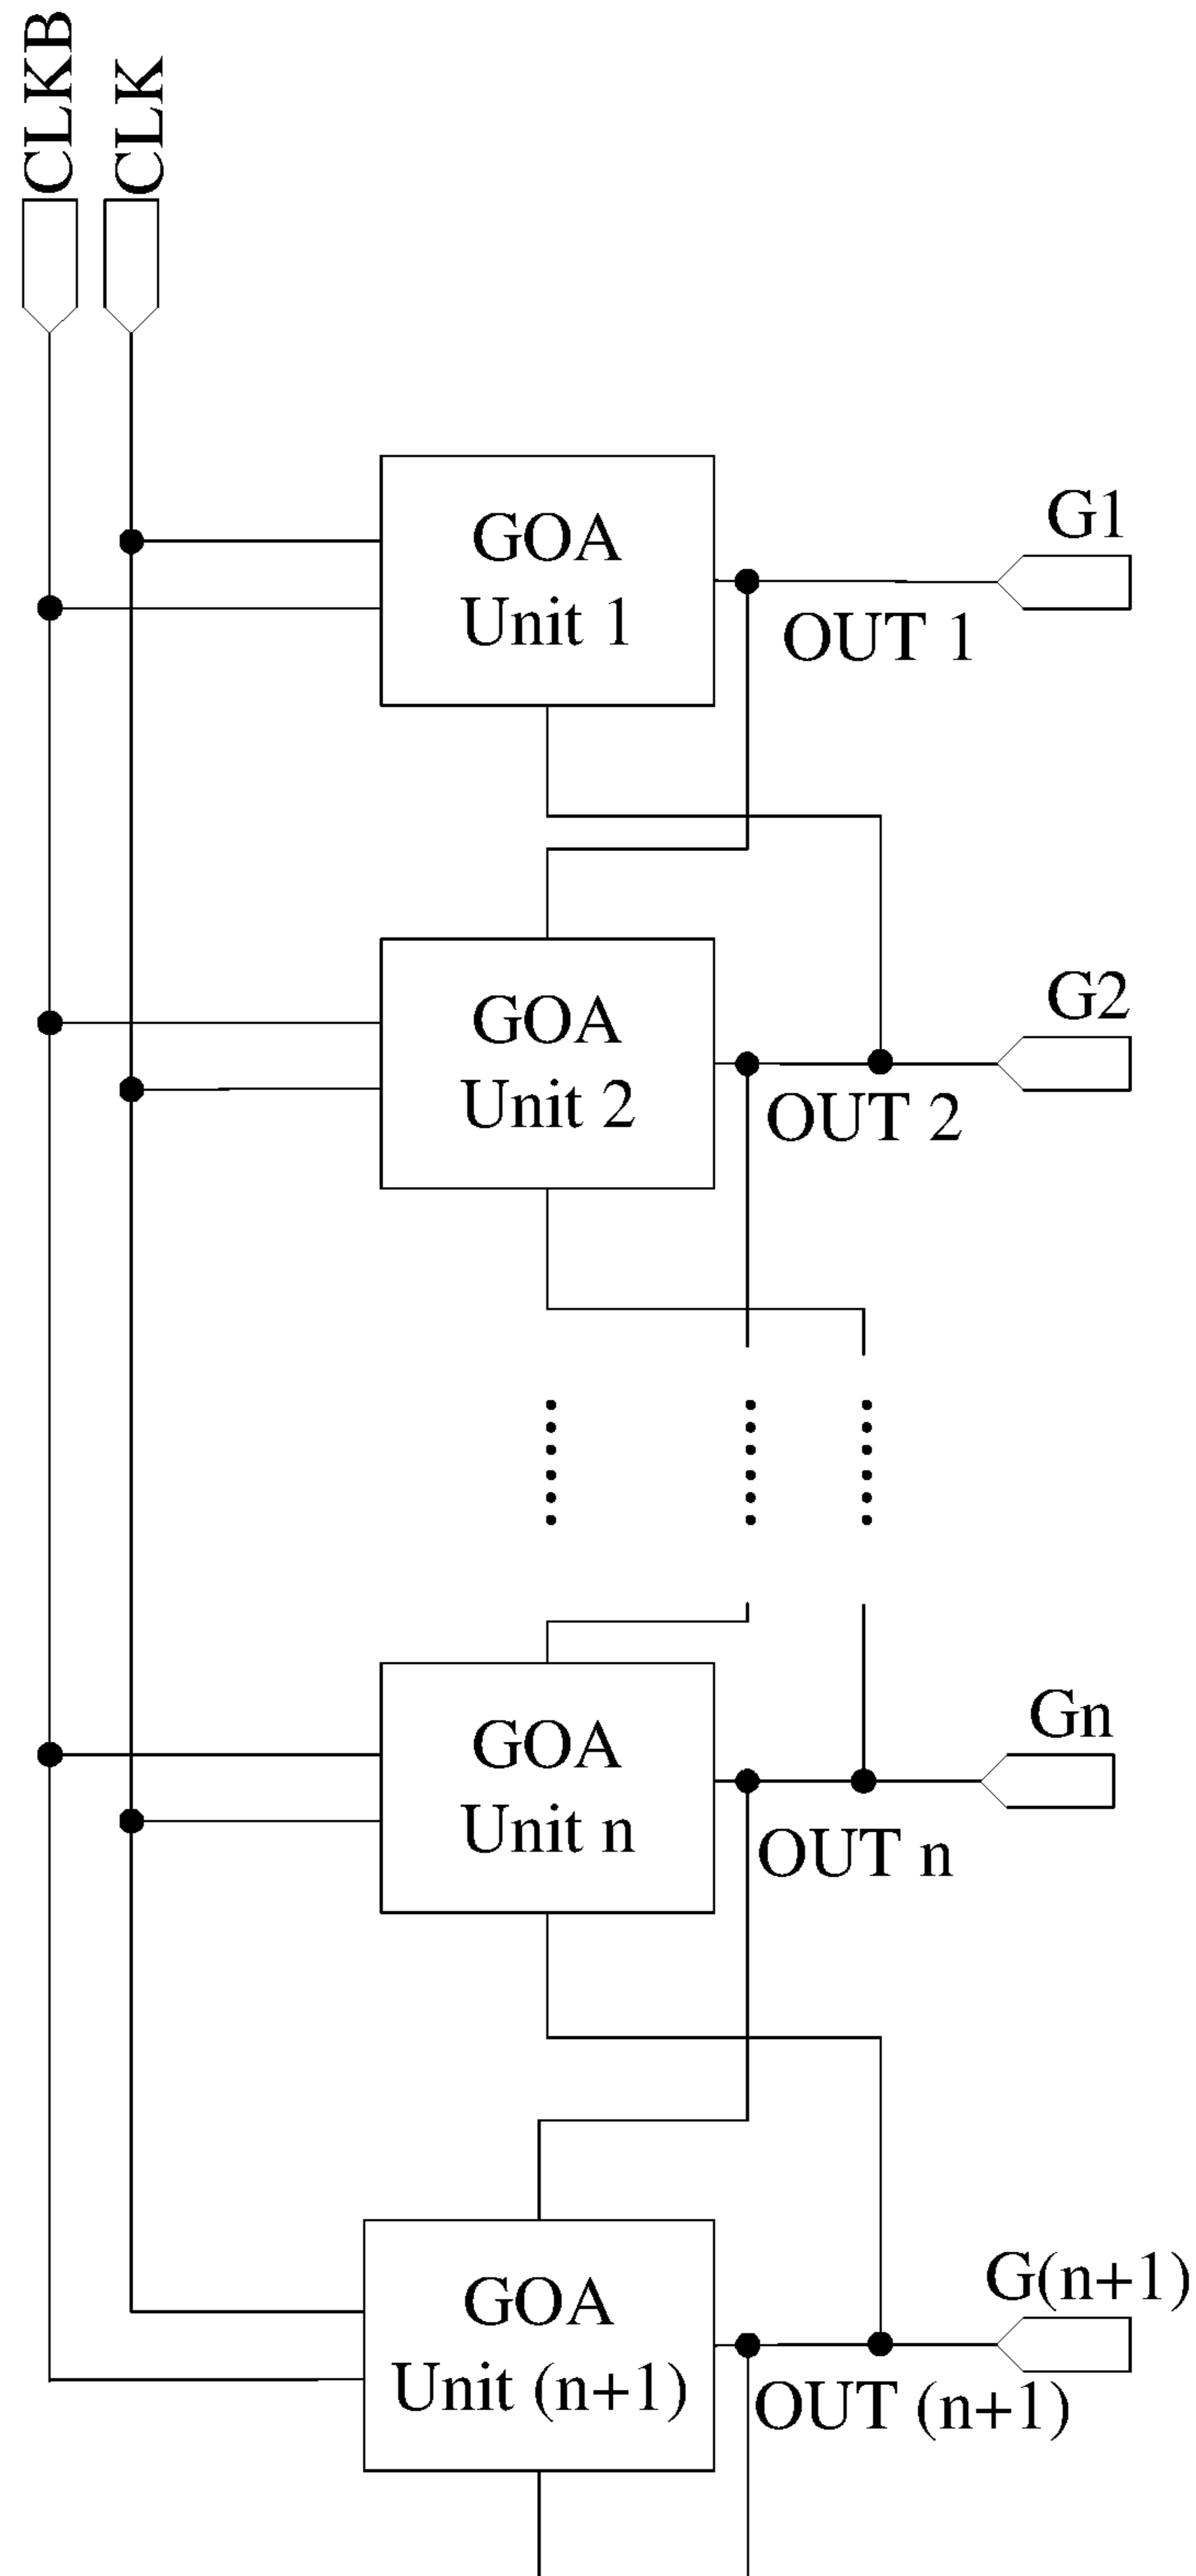 CLKB
CLK
GOA
Unit 1
G1
OUT 1
GOA
Unit 2
G2
OUT 2
GOA
Unit n
Gn
OUT n
GOA
Unit (n+1)
G(n+1)
OUT (n+1)